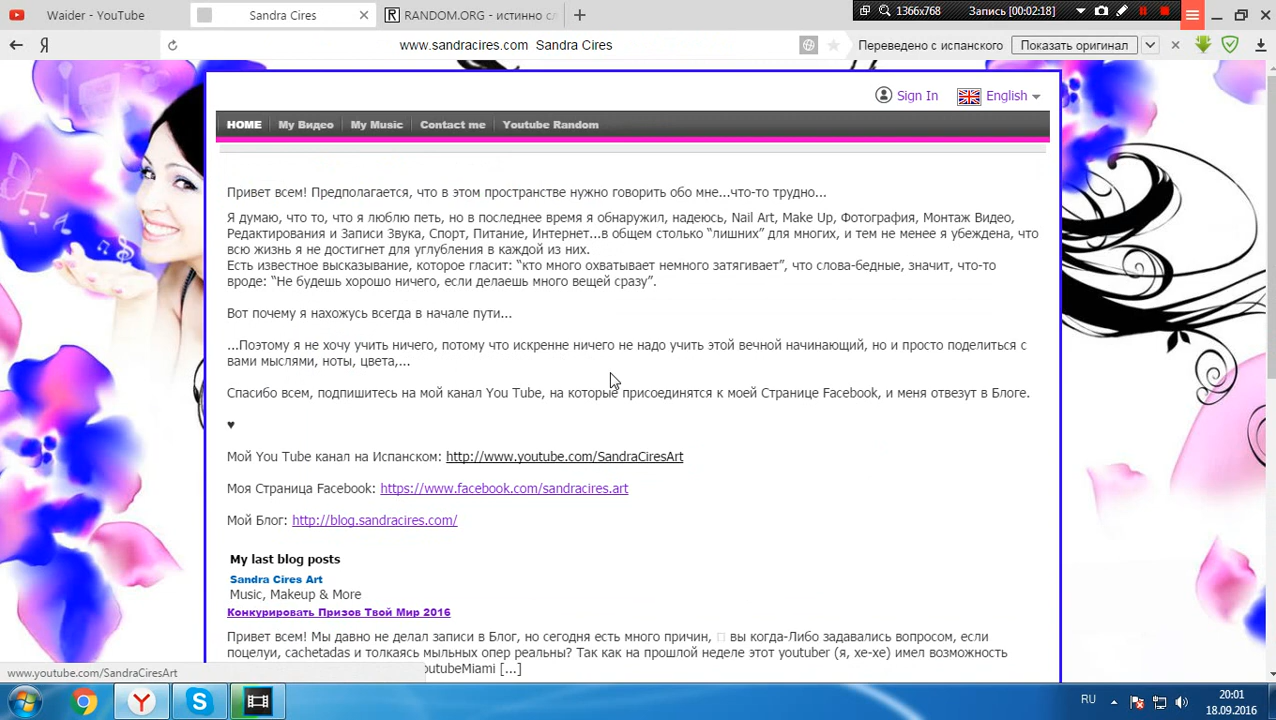 Waider - YouTube
Sandra Cires
RANDOM.ORG - истинно сл
1366x768
Запись [00:02:18]
Я
www.sandracires.com Sandra Cires
Переведено с испанского
Показать оригинал
Sign In
English
HOME
My Видео
My Music
Contact me
Youtube Random
Привет всем! Предполагается, что в этом пространстве нужно говорить обо мне...что-то трудно...
Я думаю, что то, что я люблю петь, но в последнее время я обнаружил, надеюсь, Nail Art, Make Up, Фотография, Монтаж Видео,
Редактирования и Записи Звука, Спорт, Питание, Интернет...в общем столько “лишних” для многих, и тем не менее я убеждена, что
всю жизнь я не достигнет для углубления в каждой из них.
Есть известное высказывание, которое гласит: “кто много охватывает немного затягивает”, что слова-бедные, значит, что-то
вроде: “Не будешь хорошо ничего, если делаешь много вещей сразу”.
Вот почему я нахожусь всегда в начале пути...
...Поэтому я не хочу учить ничего, потому что искренне ничего не надо учить этой вечной начинающий, но и просто поделиться с
вами мыслями, ноты, цвета,...
Спасибо всем, подпишитесь на мой канал You Tube, на которые присоединятся к моей Странице Facebook, и меня отвезут в Блоге.
♥
Мой You Tube канал на Испанском: http://www.youtube.com/SandraCiresArt
Моя Страница Facebook: https://www.facebook.com/sandracires.art
Мой Блог: http://blog.sandracires.com/
My last blog posts
Sandra Cires Art
Music, Makeup & More
Конкурировать Призов Твой Мир 2016
Привет всем! Мы давно не делал записи в Блог, но сегодня есть много причин, вы когда-Либо задавались вопросом, если
поцелуи, cachetadas и толкаясь мыльных опер реальны? Так как на прошлой неделе этот youtuber (я, хе-хе) имел возможность
outubeMiami [...]
www.youtube.com/SandraCiresArt
RU
20:01
18.09.2016